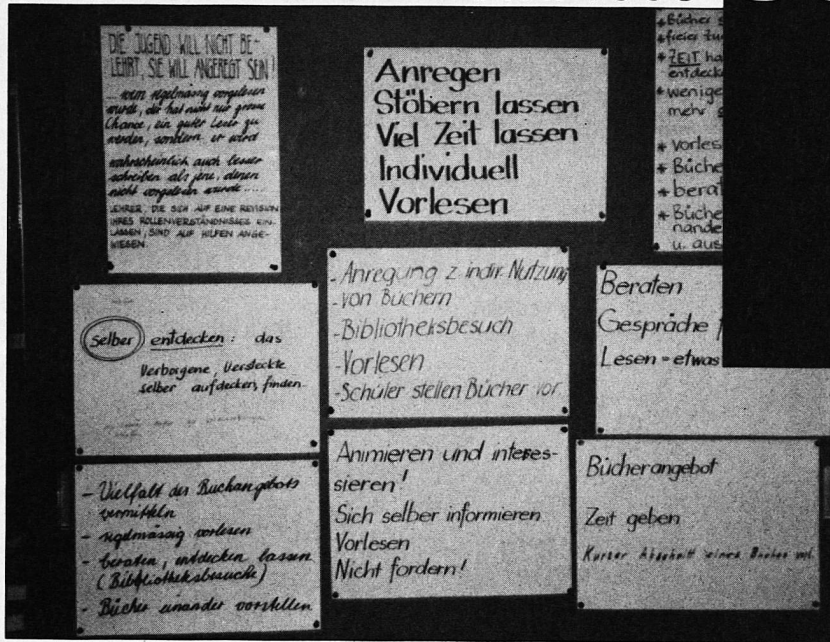 DIE JUGEND WILL NICHT BE-
LEHRT, SIE WILL ANGEREGT SEIN!
... wem regelmässig vorgelesen
wurde, der hat nicht nur grosse
Chance, ein guter Leser zu
werden, sondern er wird
wahrscheinlich auch besser
schreiben als jene, denen
nicht vorgelesen wurde ....
LEHRER, DIE SICH AUF EINE REVISION
IHRES ROLLENVERSTÄNDNISSES EIN-
LASSEN, SIND AUF HILFEN ANGE-
WIESEN.
Anregen
Stöbern lassen
Viel Zeit lassen
Individuell
Vorlesen
* Bücher
* freier
* ZEIT ha
entdeck
* wenige
mehr
* vorles
* Büche
* bera
* Büche
nande
u. aus
selber entdecken: das
Verborgene, Versteckte
selber aufdecken, finden.
- Anregung z. indiv. Nutzung
- von Büchern
- Bibliotheksbesuch
- Vorlesen
- Schüler stellen Bücher vor
Beraten
Gespräche
Lesen = etwas
- Vielfalt des Buchangebots
vermitteln
- regelmässig vorlesen
- beraten, entdecken lassen
(Bibliotheksbesuche)
- Bücher einander vorstellen
Animieren und interes-
sieren!
Sich selber informieren
Vorlesen
Nicht fordern!
Bücherangebot
Zeit geben
Kurzer Abschnitt eines Buches vorl.